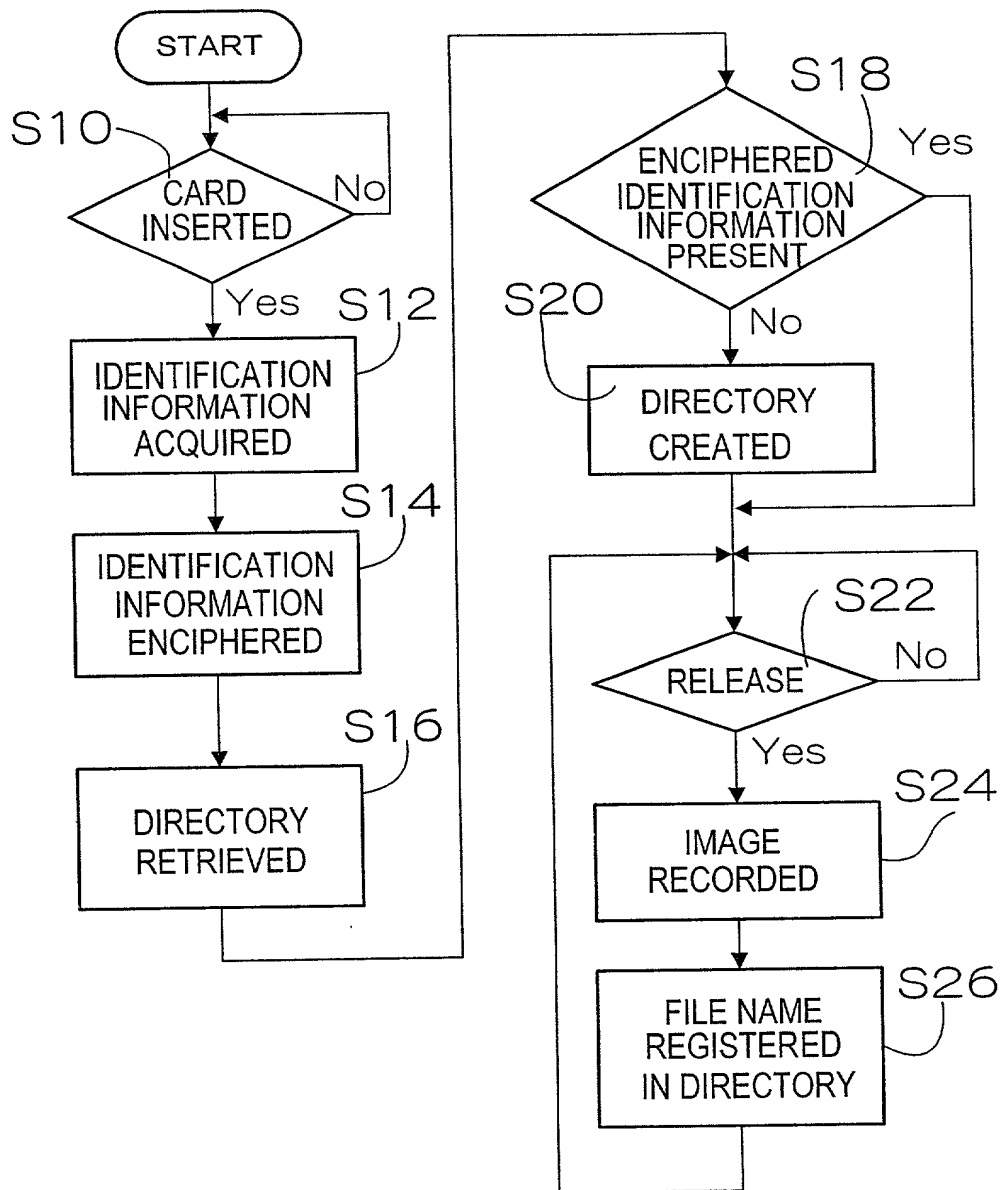 START
S10
CARD
INSERTED
No
Yes
S12
IDENTIFICATION
INFORMATION
ACQUIRED
S14
IDENTIFICATION
INFORMATION
ENCIPHERED
S16
DIRECTORY
RETRIEVED
S18
ENCIPHERED
IDENTIFICATION
INFORMATION
PRESENT
Yes
No
S20
DIRECTORY
CREATED
S22
RELEASE
No
Yes
S24
IMAGE
RECORDED
S26
FILE NAME
REGISTERED
IN DIRECTORY